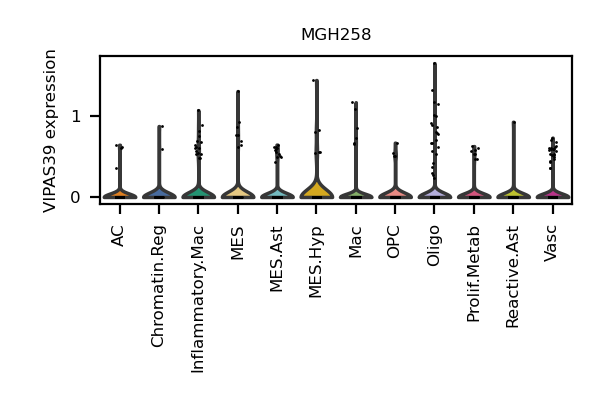 MGH258
VIPAS39 expression
1
0
AC
Chromatin.Reg
Inflammatory.Mac
MES
MES.Ast
MES.Hyp
Mac
OPC
Oligo
Prolif.Metab
Reactive.Ast
Vasc